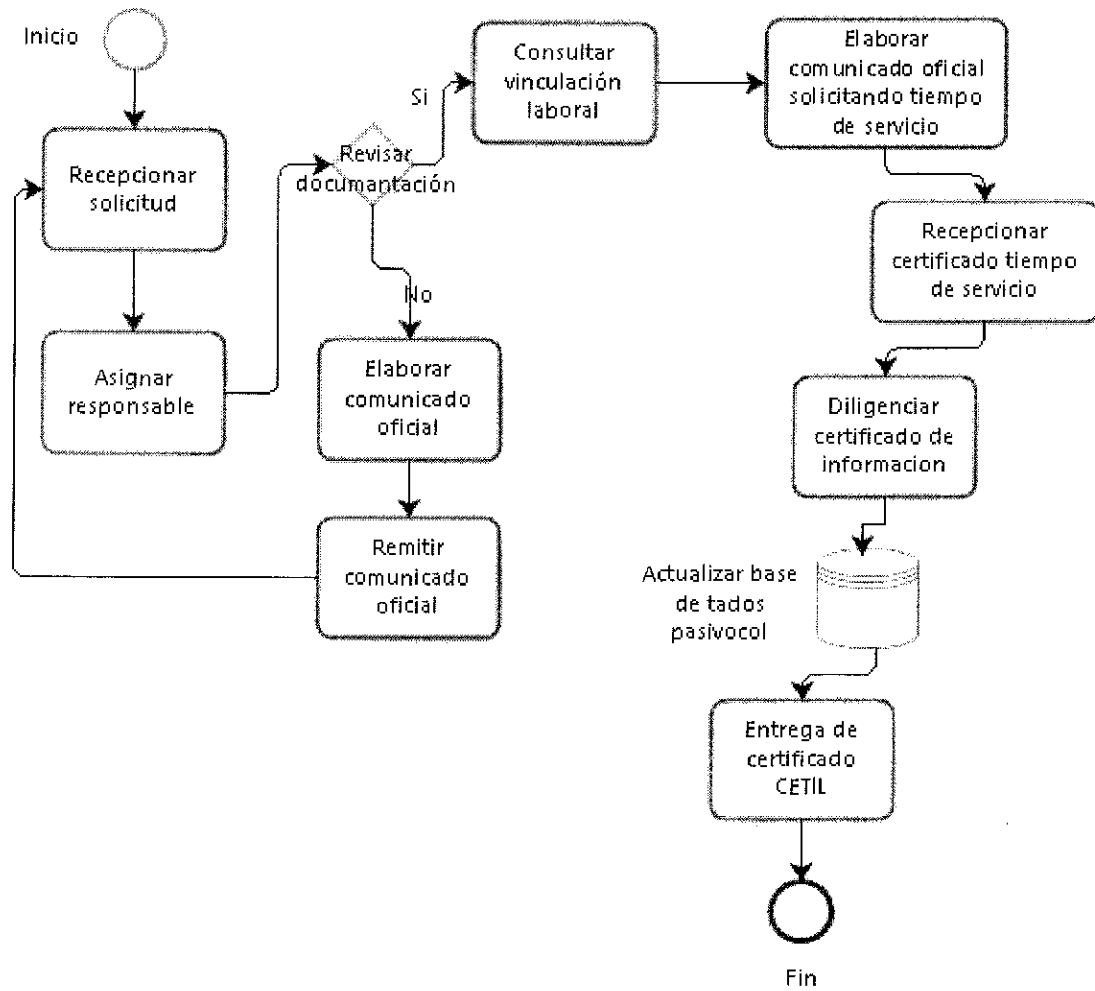 Inicio
Recepcionar
solicitud
Asignar
responsable
Revisar
documantación
Si
No
Elaborar
comunicado
oficial
Remitir
comunicado
oficial
Consultar
vinculación
laboral
Elaborar
comunicado oficial
solicitando tiempo
de servicio
Recepcionar
certificado tiempo
de servicio
Diligenciar
certificado de
informacion
Actualizar base
de tados
pasivocol
Entrega de
certificado
CETIL
Fin